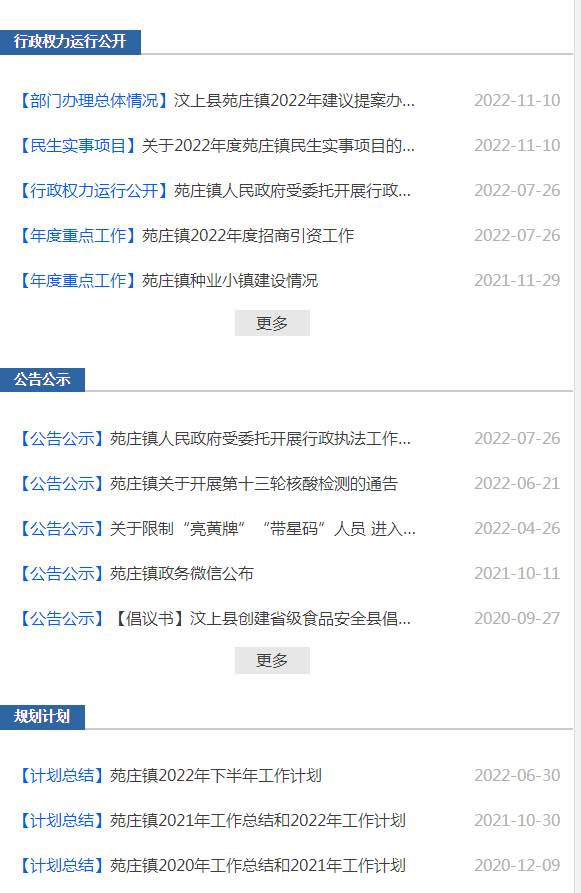 行政权力运行公开
【部门办理总体情况】汶上县苑庄镇2022年建议提案办... 2022-11-10
【民生实事项目】关于2022年度苑庄镇民生实事项目的... 2022-11-10
【行政权力运行公开】苑庄镇人民政府受委托开展行政... 2022-07-26
【年度重点工作】苑庄镇2022年度招商引资工作 2022-07-26
【年度重点工作】苑庄镇种业小镇建设情况 2021-11-29
更多
公告公示
【公告公示】苑庄镇人民政府受委托开展行政执法工作... 2022-07-26
【公告公示】苑庄镇关于开展第十三轮核酸检测的通告 2022-06-21
【公告公示】关于限制“亮黄牌”“带星码”人员 进入... 2022-04-26
【公告公示】苑庄镇政务微信公布 2021-10-11
【公告公示】【倡议书】汶上县创建省级食品安全县倡... 2020-09-27
更多
规划计划
【计划总结】苑庄镇2022年下半年工作计划 2022-06-30
【计划总结】苑庄镇2021年工作总结和2022年工作计划 2021-10-30
【计划总结】苑庄镇2020年工作总结和2021年工作计划 2020-12-09